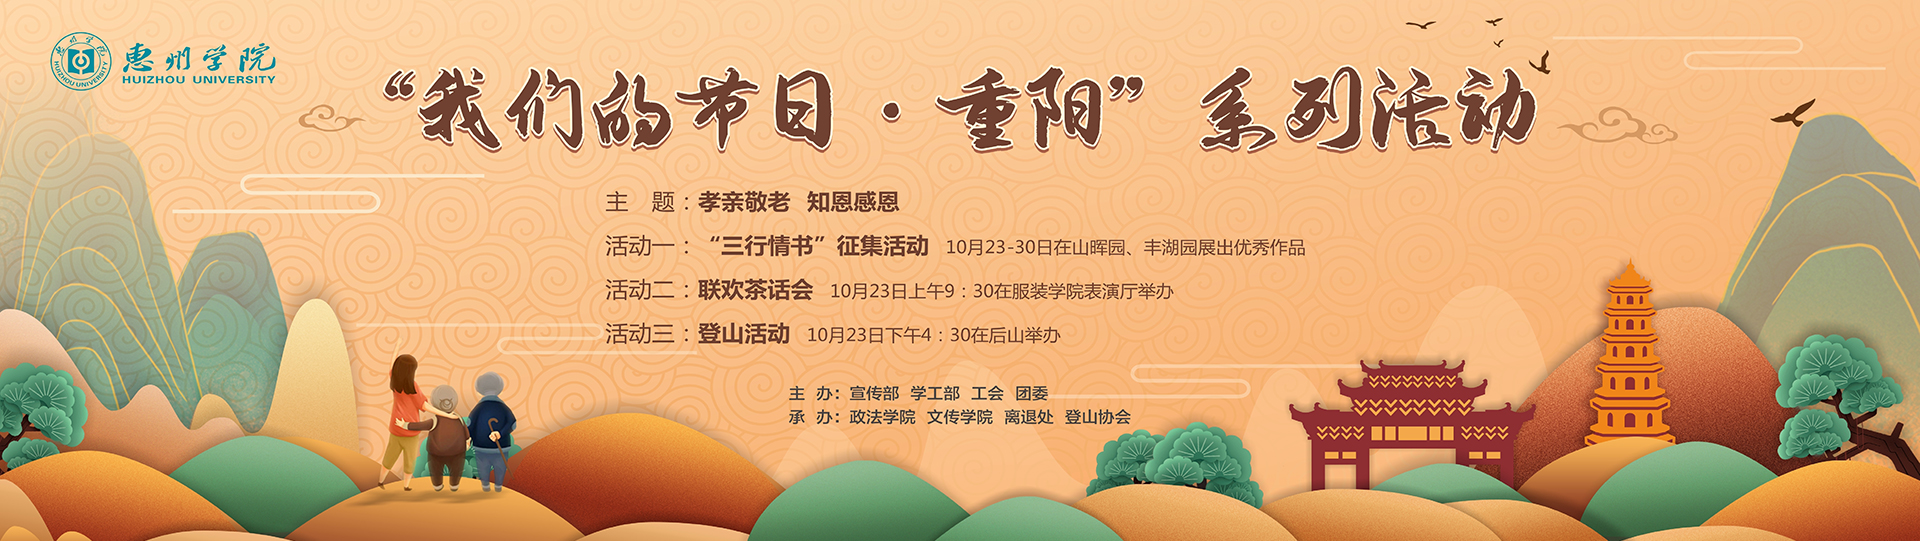 惠州学院
HUIZHOU UNIVERSITY
惠州学院
HUIZHOU UNIVERSITY
“我们的节日·重阳”系列活动
主 题：孝亲敬老 知恩感恩
活动一：“三行情书”征集活动 10月23-30日在山晖园、丰湖园展出优秀作品
活动二：联欢茶话会 10月23日上午9：30在服装学院表演厅举办
活动三：登山活动 10月23日下午4：30在后山举办
主 办：宣传部 学工部 工会 团委
承 办：政法学院 文传学院 离退处 登山协会